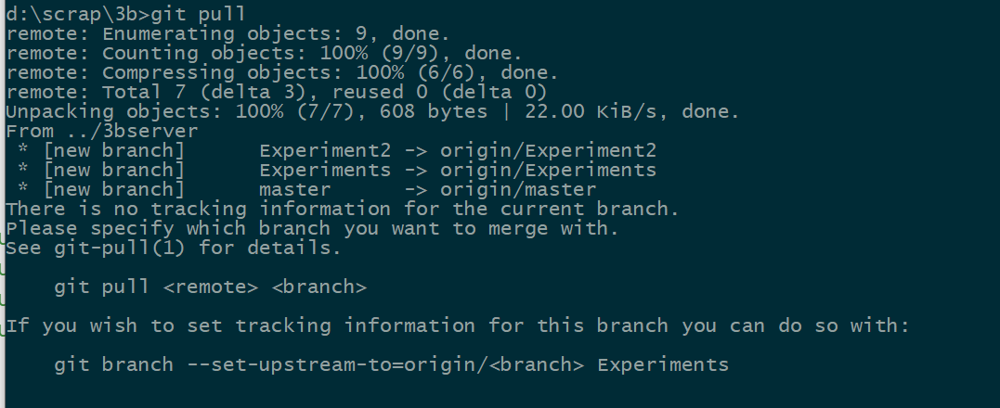 d:\scrap\3b>git pull
remote: Enumerating objects: 9, done.
remote: Counting objects: 100% (9/9), done.
remote: Compressing objects: 100% (6/6), done.
remote: Total 7 (delta 3), reused 0 (delta 0)
Unpacking objects: 100% (7/7), 608 bytes | 22.00 KiB/s, done.
From ../3bserver
 * [new branch]      Experiment2 -> origin/Experiment2
 * [new branch]      Experiments -> origin/Experiments
 * [new branch]      master      -> origin/master
There is no tracking information for the current branch.
Please specify which branch you want to merge with.
See git-pull(1) for details.

    git pull <remote> <branch>

If you wish to set tracking information for this branch you can do so with:

    git branch --set-upstream-to=origin/<branch> Experiments